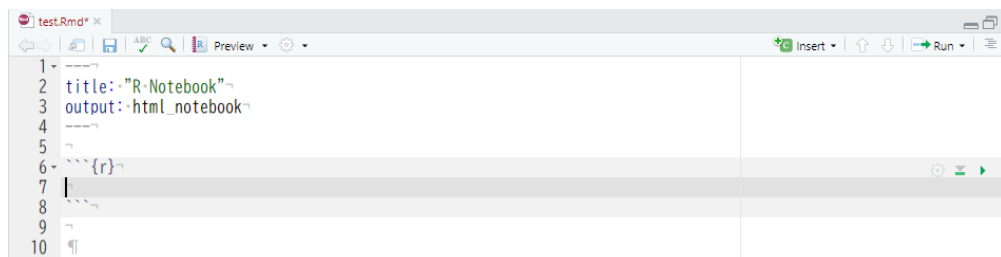 test.Rmd*
ABC Preview Insert Run
1 ---
2 title: "R Notebook"
3 output: html_notebook
4 ---
5
6 ```{r}
7
8 ```
9
10